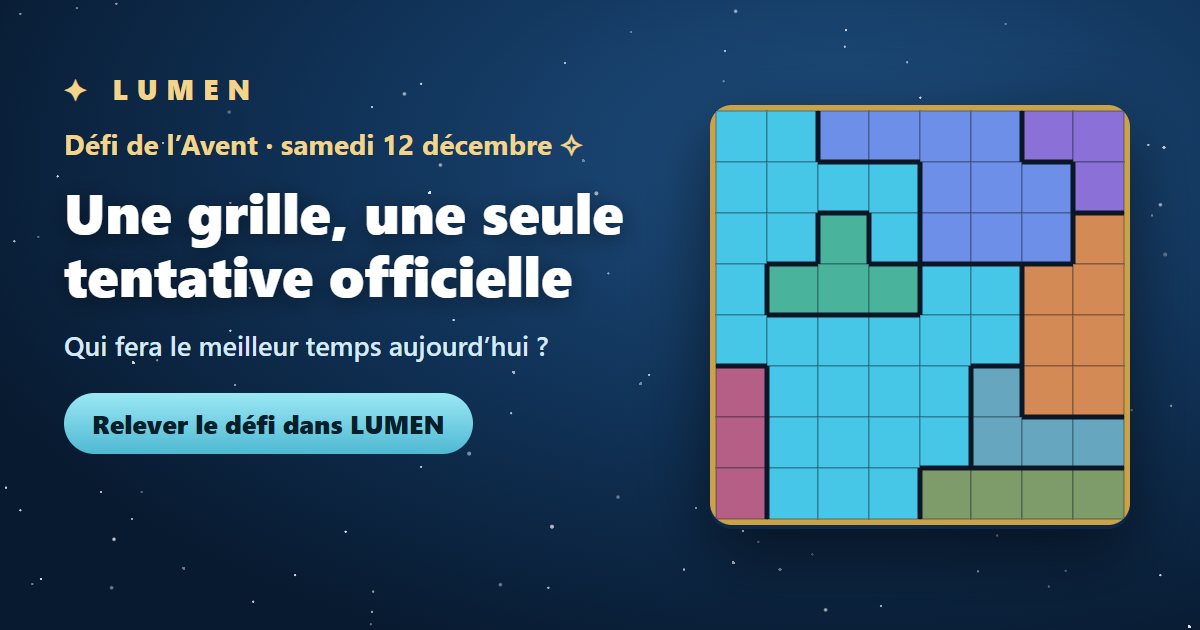 ✦ LUMEN
Défi de l’Avent · samedi 12 décembre ✧
Une grille, une seule
tentative officielle
Qui fera le meilleur temps aujourd’hui ?
Relever le défi dans LUMEN